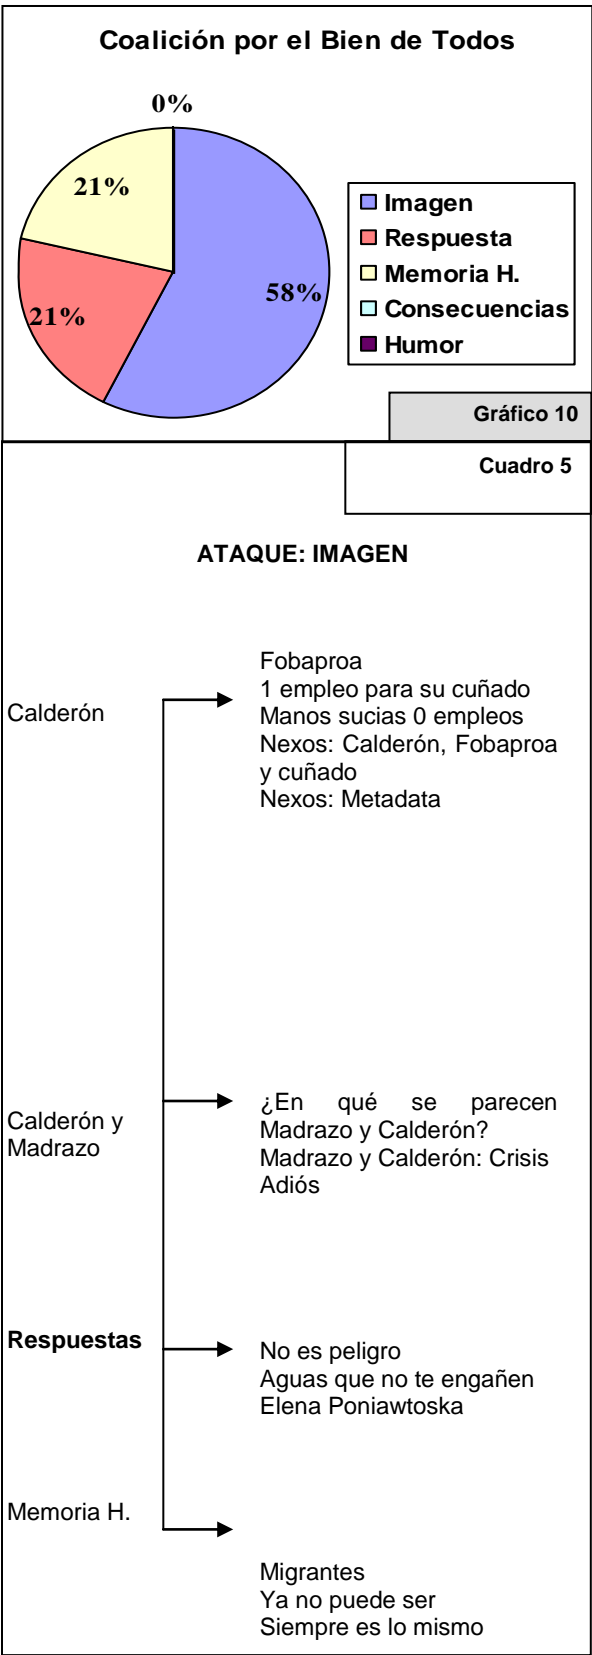 Coalición por el Bien de Todos
0%
21%
58%
21%
Imagen
Respuesta
Memoria H.
Consecuencias
Humor
Gráfico 10
Cuadro 5
ATAQUE: IMAGEN
Calderón
Fobaproa
1 empleo para su cuñado
Manos sucias 0 empleos
Nexos: Calderón, Fobaproa
y cuñado
Nexos: Metadata
Calderón y
Madrazo
¿En qué se parecen
Madrazo y Calderón?
Madrazo y Calderón: Crisis
Adiós
Respuestas
No es peligro
Aguas que no te engañen
Elena Poniawtoska
Memoria H.
Migrantes
Ya no puede ser
Siempre es lo mismo